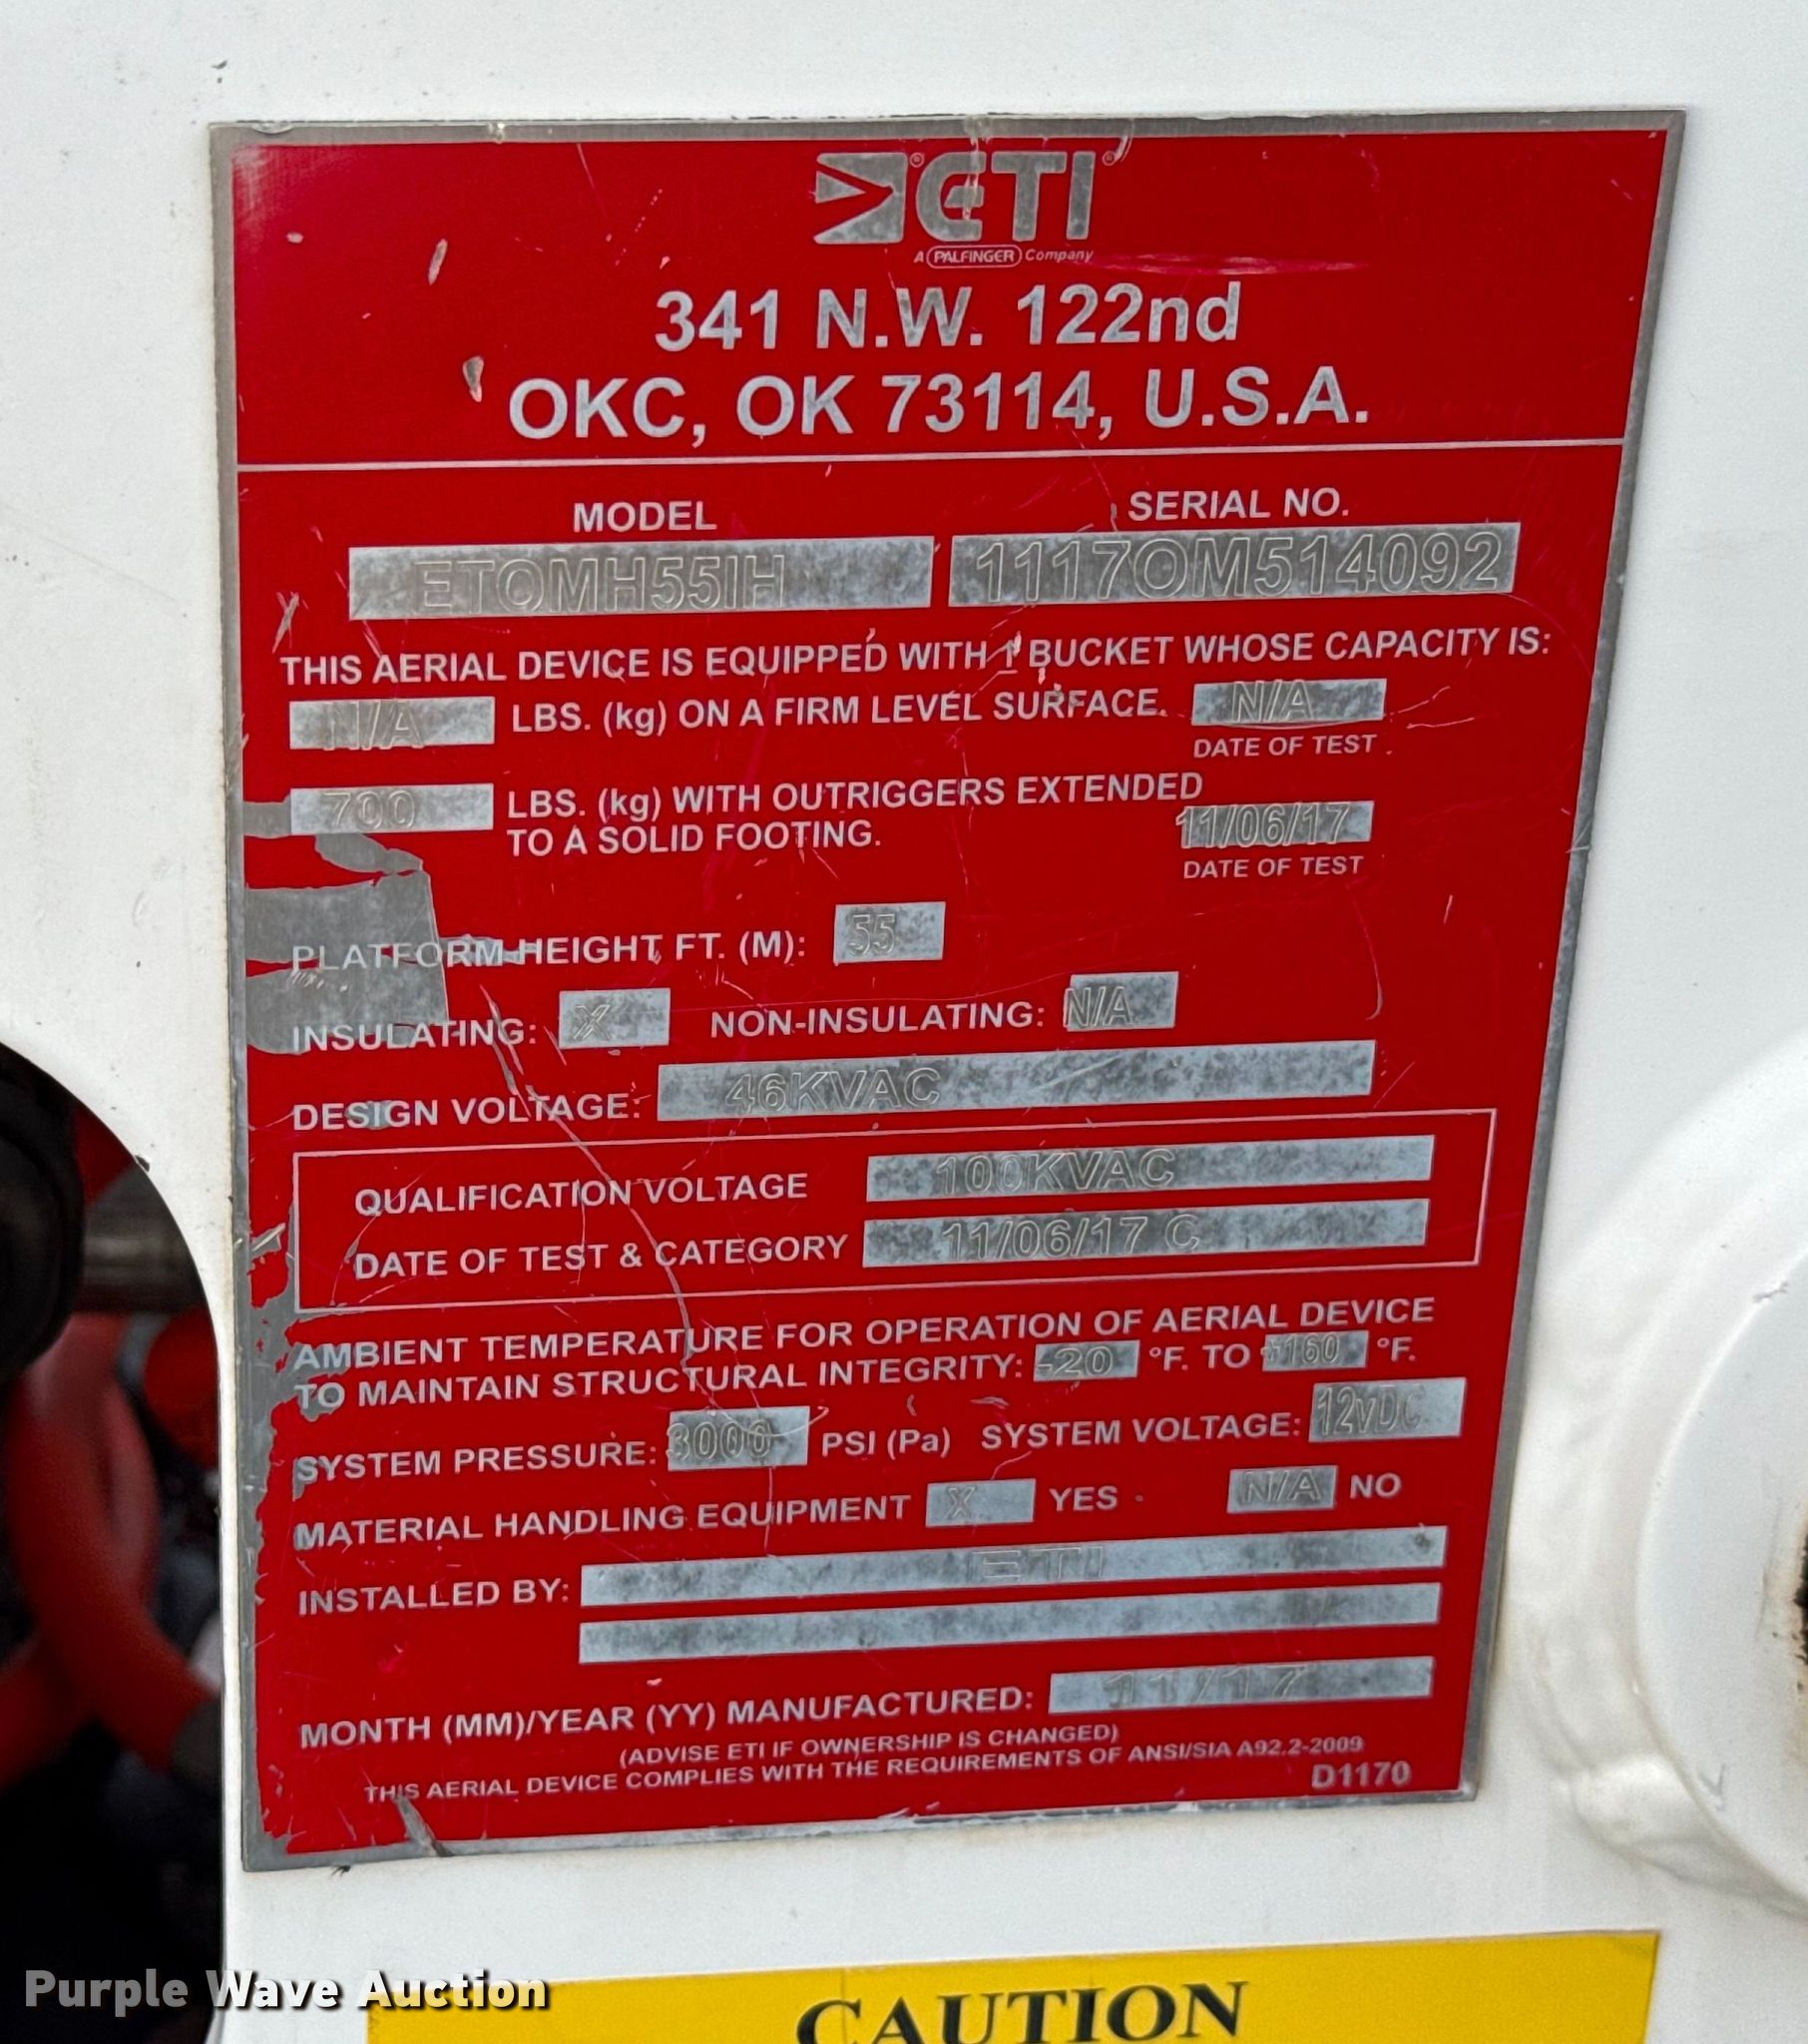 ETI
A PALFINGER Company
341 N.W. 122nd
OKC, OK 73114, U.S.A.
MODEL SERIAL NO.
ETOMH55IH 1117OM514092
THIS AERIAL DEVICE IS EQUIPPED WITH 1 BUCKET WHOSE CAPACITY IS:
N/A LBS. (kg) ON A FIRM LEVEL SURFACE. N/A
DATE OF TEST
700 LBS. (kg) WITH OUTRIGGERS EXTENDED
TO A SOLID FOOTING. 11/06/17
DATE OF TEST
PLATFORM HEIGHT FT. (M): 55
INSULATING: X NON-INSULATING: N/A
DESIGN VOLTAGE: 46KVAC
QUALIFICATION VOLTAGE 100KVAC
DATE OF TEST & CATEGORY 11/06/17 C
AMBIENT TEMPERATURE FOR OPERATION OF AERIAL DEVICE
TO MAINTAIN STRUCTURAL INTEGRITY: -20 °F. TO +160 °F.
SYSTEM PRESSURE: 3000 PSI (Pa) SYSTEM VOLTAGE: 12vDC
MATERIAL HANDLING EQUIPMENT X YES N/A NO
INSTALLED BY: ETI
MONTH (MM)/YEAR (YY) MANUFACTURED: 11/17
(ADVISE ETI IF OWNERSHIP IS CHANGED)
THIS AERIAL DEVICE COMPLIES WITH THE REQUIREMENTS OF ANSI/SIA A92.2-2009
D1170
CAUTION
Purple Wave Auction